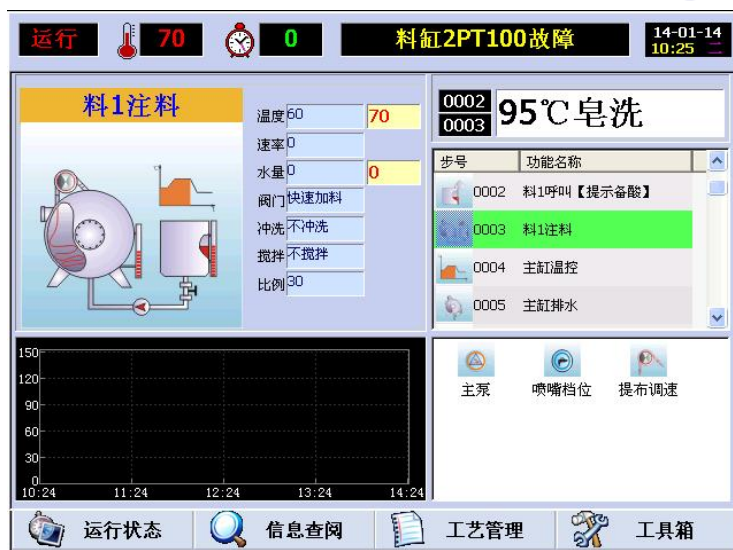 运行 70 0 料缸2PT100故障 14-01-14
10:25 二
料1注料
温度 60 70
速率 0
水量 0 0
阀门 快速加料
冲洗 不冲洗
搅拌 不搅拌
比例 30
0002
0003
95℃皂洗
步号 功能名称
0002 料1呼叫【提示备酸】
0003 料1注料
0004 主缸温控
0005 主缸排水
150
120
90
60
30
0
10:24 11:24 12:24 13:24 14:24
主泵 喷嘴档位 提布调速
运行状态 信息查阅 工艺管理 工具箱